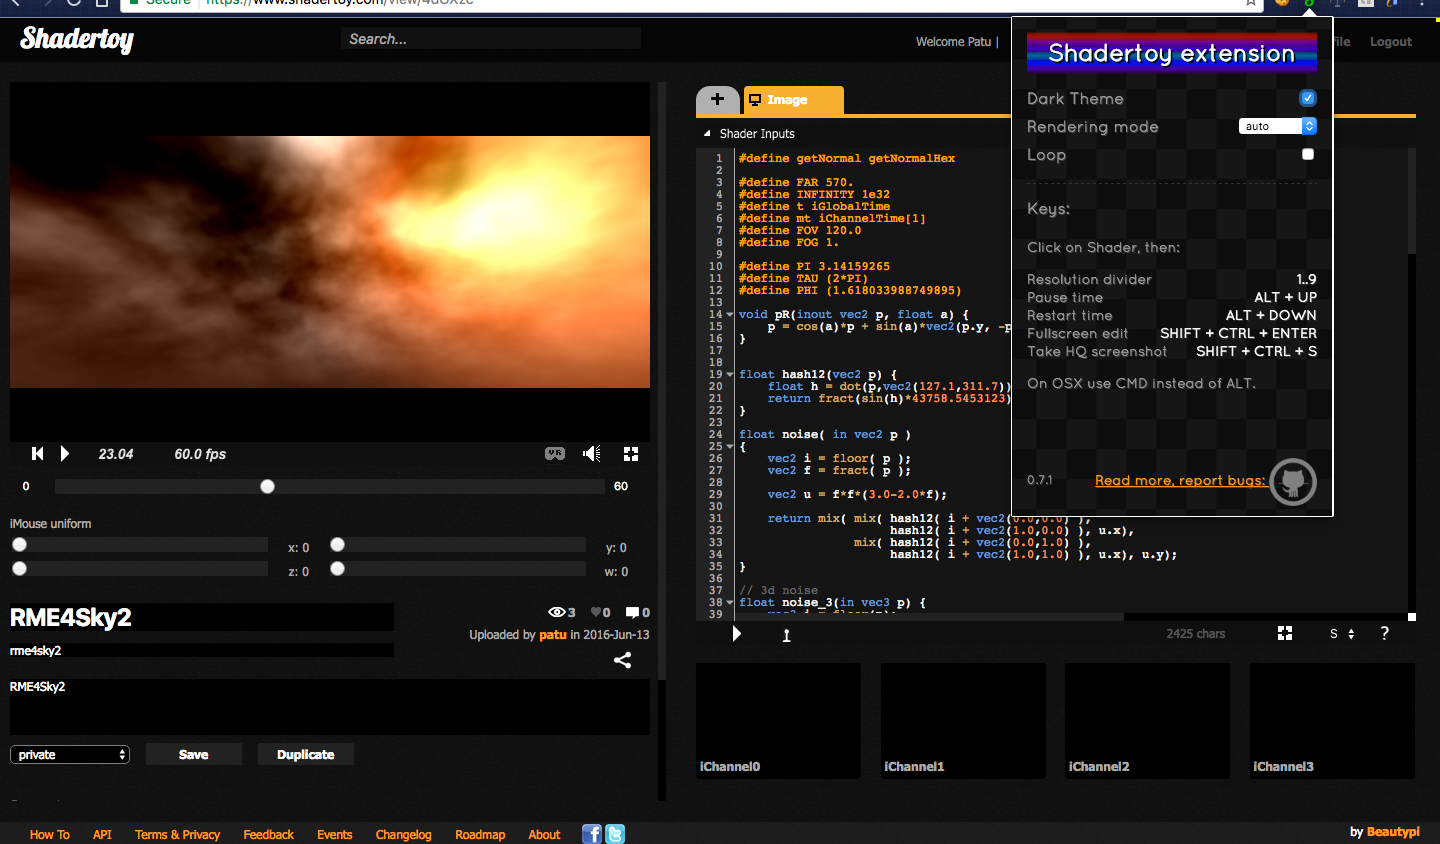 Secure
https://www.shadertoy.com/view/4dGXzc
Shadertoy
Search...
Welcome Patu |
file
Logout
Shadertoy extension
Dark Theme
Rendering mode
auto
Loop
Keys:
Click on Shader, then:
Resolution divider 1..9
Pause time ALT + UP
Restart time ALT + DOWN
Fullscreen edit SHIFT + CTRL + ENTER
Take HQ screenshot SHIFT + CTRL + S
On OSX use CMD instead of ALT.
0.7.1
Read more, report bugs:
23.04
60.0 fps
VR
0
60
iMouse uniform
x: 0
y: 0
z: 0
w: 0
RME4Sky2
3
0
0
Uploaded by patu in 2016-Jun-13
rme4sky2
RME4Sky2
private
Save
Duplicate
+
Image
Shader Inputs
1 #define getNormal getNormalHex
2
3 #define FAR 570.
4 #define INFINITY 1e32
5 #define t iGlobalTime
6 #define mt iChannelTime[1]
7 #define FOV 120.0
8 #define FOG 1.
9
10 #define PI 3.14159265
11 #define TAU (2*PI)
12 #define PHI (1.618033988749895)
13
14 void pR(inout vec2 p, float a) {
15 p = cos(a)*p + sin(a)*vec2(p.y, -p
16 }
17
18
19 float hash12(vec2 p) {
20 float h = dot(p,vec2(127.1,311.7))
21 return fract(sin(h)*43758.5453123)
22 }
23
24 float noise( in vec2 p )
25 {
26 vec2 i = floor( p );
27 vec2 f = fract( p );
28
29 vec2 u = f*f*(3.0-2.0*f);
30
31 return mix( mix( hash12( i + vec2(0.0,0.0) ),
32 hash12( i + vec2(1.0,0.0) ), u.x),
33 mix( hash12( i + vec2(0.0,1.0) ),
34 hash12( i + vec2(1.0,1.0) ), u.x), u.y);
35 }
36
37 // 3d noise
38 float noise_3(in vec3 p) {
39
2425 chars
S
?
iChannel0
iChannel1
iChannel2
iChannel3
How To
API
Terms & Privacy
Feedback
Events
Changelog
Roadmap
About
by Beautypi